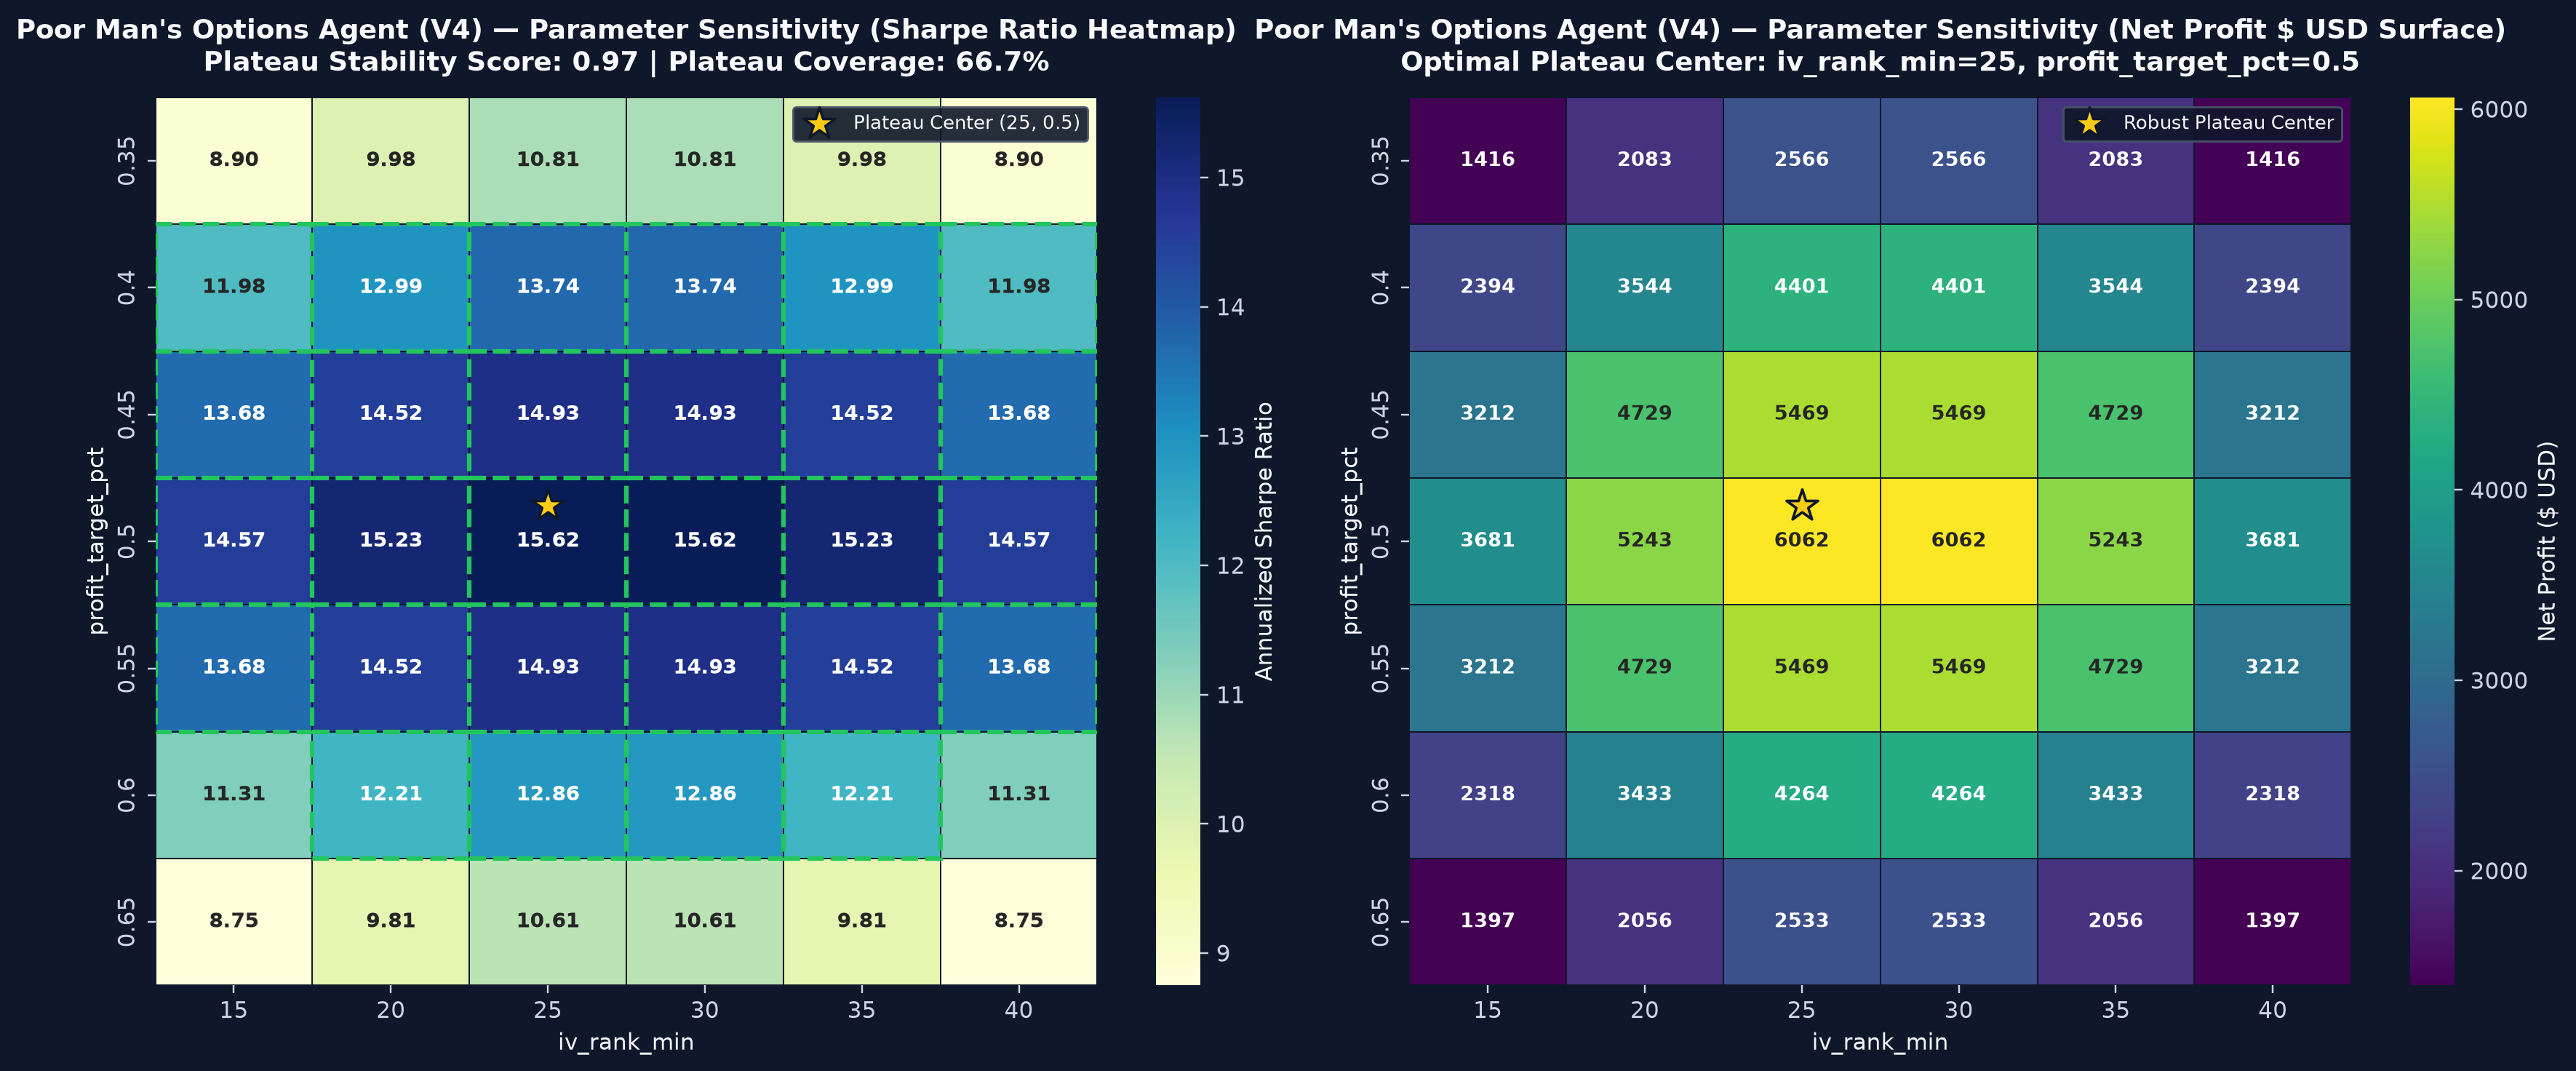 Poor Man's Options Agent (V4) — Parameter Sensitivity (Sharpe Ratio Heatmap)
Plateau Stability Score: 0.97 | Plateau Coverage: 66.7%
Plateau Center (25, 0.5)
0.35 8.90 9.98 10.81 10.81 9.98 8.90
0.4 11.98 12.99 13.74 13.74 12.99 11.98
0.45 13.68 14.52 14.93 14.93 14.52 13.68
0.5 14.57 15.23 15.62 15.62 15.23 14.57
0.55 13.68 14.52 14.93 14.93 14.52 13.68
0.6 11.31 12.21 12.86 12.86 12.21 11.31
0.65 8.75 9.81 10.61 10.61 9.81 8.75
15 20 25 30 35 40
iv_rank_min
profit_target_pct
15
14
13
12
11
10
9
Annualized Sharpe Ratio
Poor Man's Options Agent (V4) — Parameter Sensitivity (Net Profit $ USD Surface)
Optimal Plateau Center: iv_rank_min=25, profit_target_pct=0.5
Robust Plateau Center
0.35 1416 2083 2566 2566 2083 1416
0.4 2394 3544 4401 4401 3544 2394
0.45 3212 4729 5469 5469 4729 3212
0.5 3681 5243 6062 6062 5243 3681
0.55 3212 4729 5469 5469 4729 3212
0.6 2318 3433 4264 4264 3433 2318
0.65 1397 2056 2533 2533 2056 1397
15 20 25 30 35 40
iv_rank_min
profit_target_pct
6000
5000
4000
3000
2000
Net Profit ($ USD)